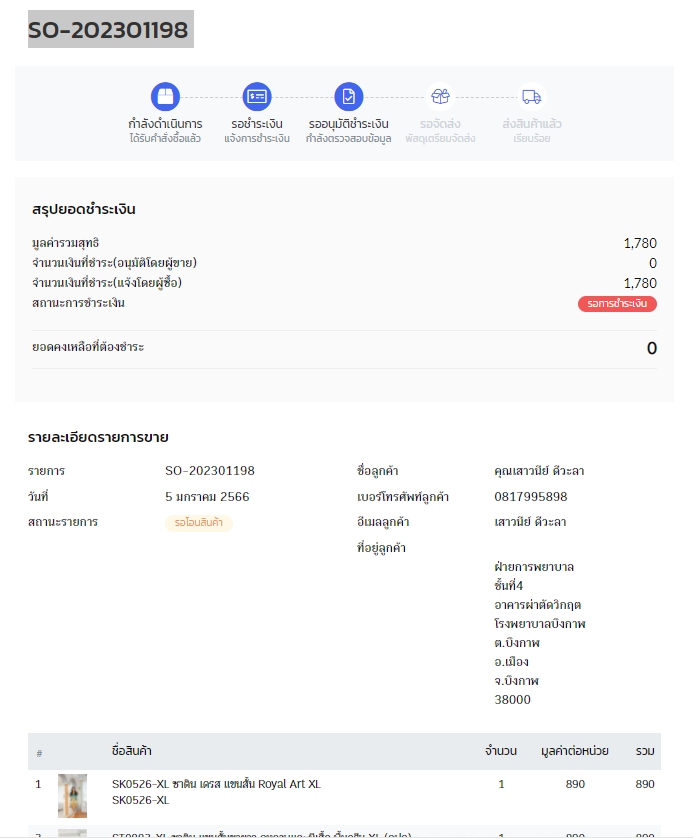 SO-202301198
กำลังดำเนินการ
ได้รับคำสั่งซื้อแล้ว
รอชำระเงิน
แจ้งการชำระเงิน
รออนุมัติชำระเงิน
กำลังตรวจสอบข้อมูล
รอจัดส่ง
พัสดุเตรียมจัดส่ง
ส่งสินค้าแล้ว
เรียบร้อย
สรุปยอดชำระเงิน
มูลค่ารวมสุทธิ 1,780
จำนวนเงินที่ชำระ(อนุมัติโดยผู้ขาย) 0
จำนวนเงินที่ชำระ(แจ้งโดยผู้ซื้อ) 1,780
สถานะการชำระเงิน รอการชำระเงิน
ยอดคงเหลือที่ต้องชำระ 0
รายละเอียดรายการขาย
รายการ SO-202301198
วันที่ 5 มกราคม 2566
สถานะรายการ รอโอนสินค้า
ชื่อลูกค้า คุณเสาวนีย์ ดีวะลา
เบอร์โทรศัพท์ลูกค้า 0817995898
อีเมลลูกค้า เสาวนีย์ ดีวะลา
ที่อยู่ลูกค้า
ฝ่ายการพยาบาล
ชั้นที่4
อาคารผ่าตัดวิกฤต
โรงพยาบาลบึงกาฬ
ต.บึงกาฬ
อ.เมือง
จ.บึงกาฬ
38000
# ชื่อสินค้า จำนวน มูลค่าต่อหน่วย รวม
1 SK0526-XL ซาติน เดรส แขนสั้น Royal Art XL 1 890 890
SK0526-XL